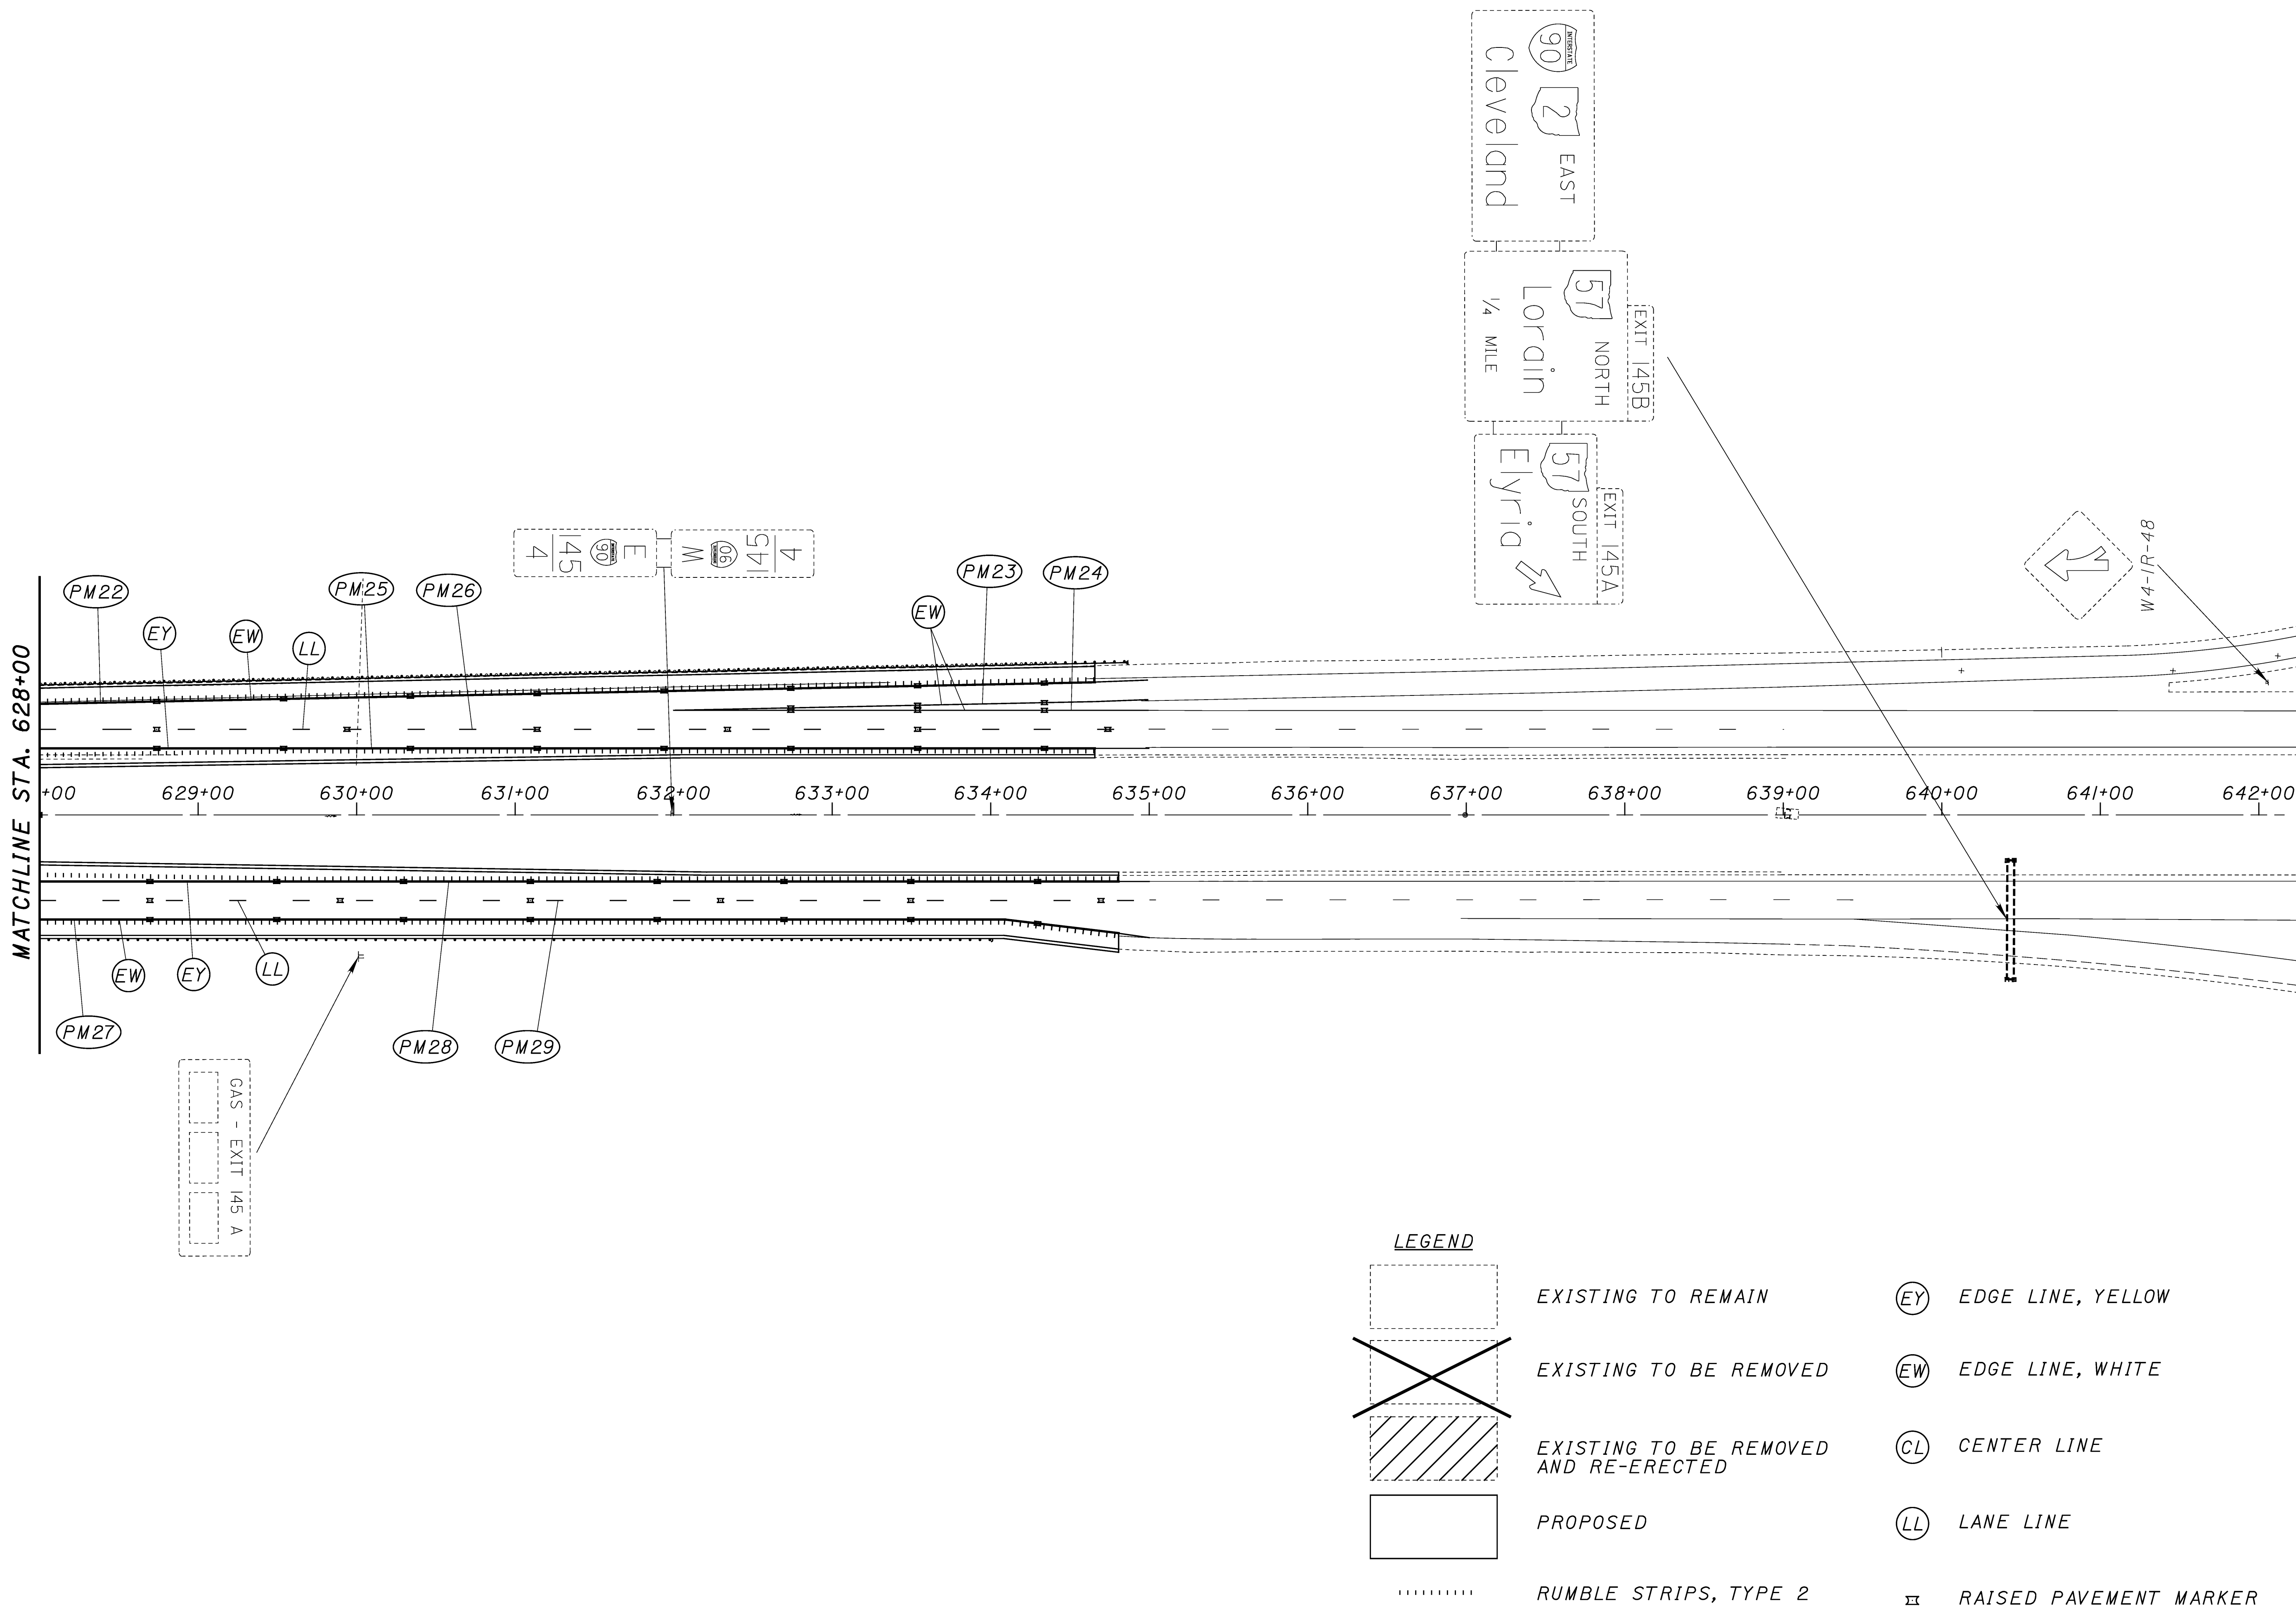 INTERSTATE
90
2
EAST
Cleveland
57
NORTH
Lorain
1/4 MILE
EXIT 145B
57
SOUTH
Elyria
EXIT 145A
W4-1R-48
E
INTERSTATE
90
145
4
W
INTERSTATE
90
145
4
PM22
PM25
PM26
PM23
PM24
EY
EW
LL
EW
MATCHLINE STA. 628+00
+00
629+00
630+00
631+00
632+00
633+00
634+00
635+00
636+00
637+00
638+00
639+00
640+00
641+00
642+00
EW
EY
LL
PM27
PM28
PM29
GAS - EXIT 145 A
LEGEND
EXISTING TO REMAIN
EXISTING TO BE REMOVED
EXISTING TO BE REMOVED
AND RE-ERECTED
PROPOSED
RUMBLE STRIPS, TYPE 2
EY EDGE LINE, YELLOW
EW EDGE LINE, WHITE
CL CENTER LINE
LL LANE LINE
RAISED PAVEMENT MARKER